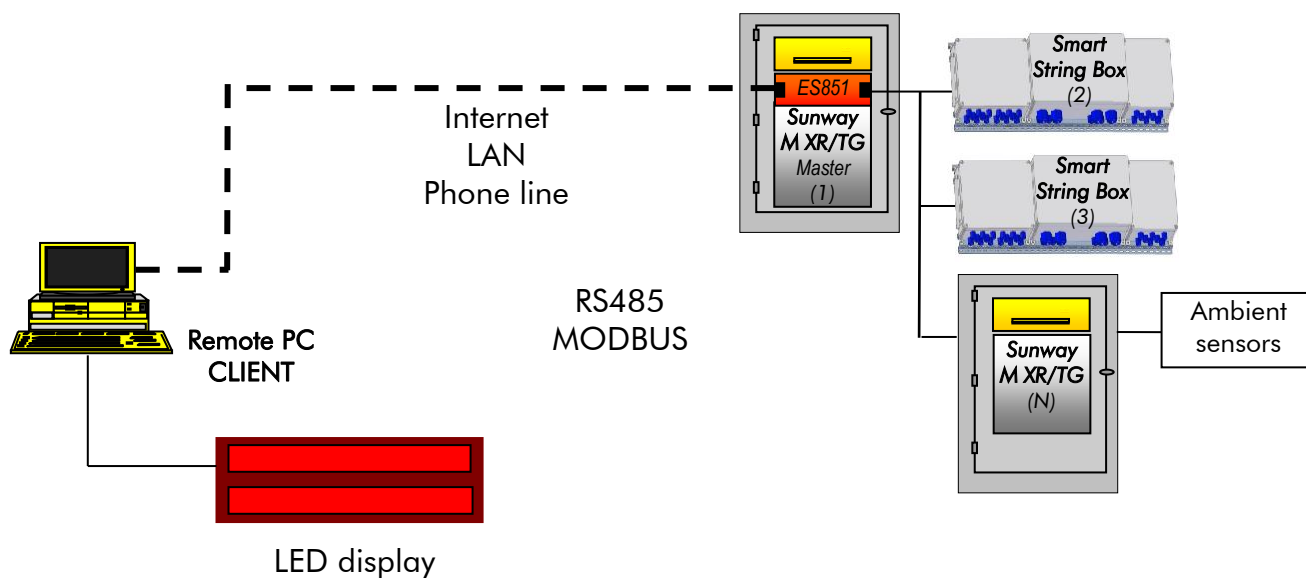 ES851
Sunway
M XR/TG
Master
(1)
Smart
String Box
(2)
Internet
LAN
Phone line
Smart
String Box
(3)
RS485
MODBUS
Remote PC
CLIENT
Sunway
M XR/TG
(N)
Ambient
sensors
LED display